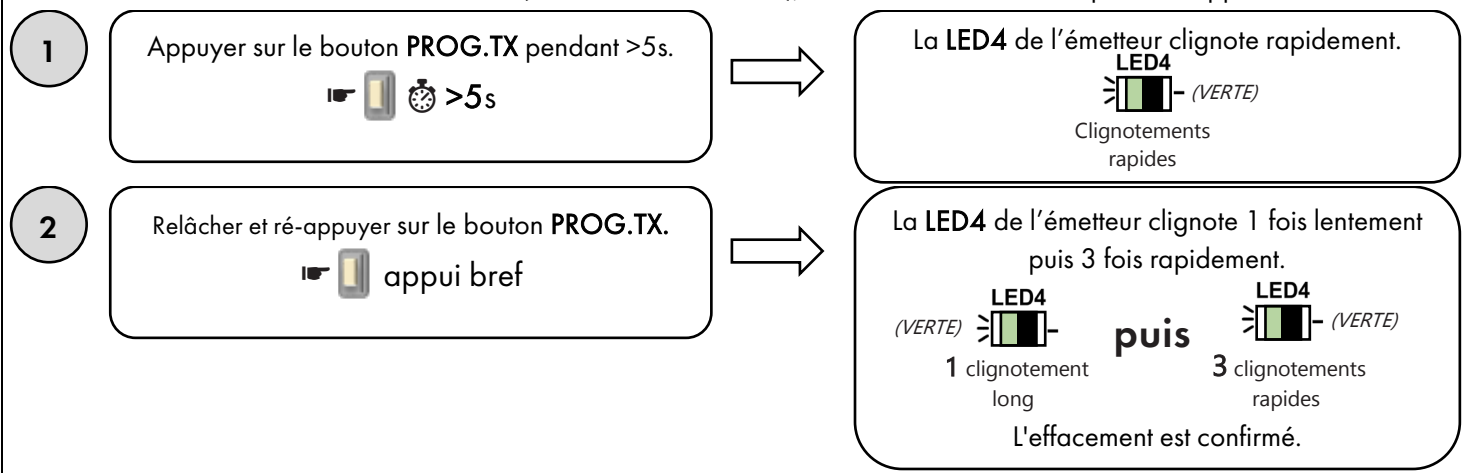 1
Appuyer sur le bouton PROG.TX pendant >5s.
>5s
La LED4 de l'émetteur clignote rapidement.
LED4
(VERTE)
Clignotements
rapides
2
Relâcher et ré-appuyer sur le bouton PROG.TX.
appui bref
La LED4 de l'émetteur clignote 1 fois lentement
puis 3 fois rapidement.
LED4
(VERTE)
1 clignotement
long
puis
LED4
(VERTE)
3 clignotements
rapides
L'effacement est confirmé.